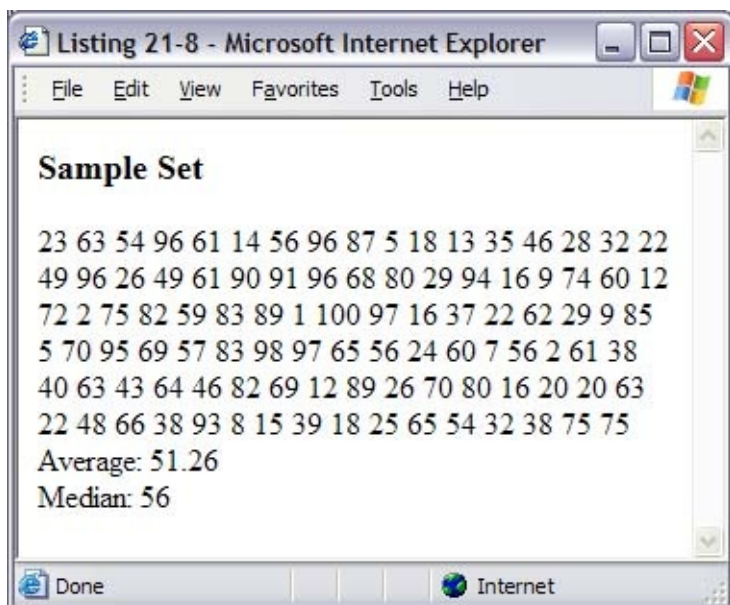 Listing 21-8 - Microsoft Internet Explorer
File Edit View Favorites Tools Help
Sample Set
23 63 54 96 61 14 56 96 87 5 18 13 35 46 28 32 22
49 96 26 49 61 90 91 96 68 80 29 94 16 9 74 60 12
72 2 75 82 59 83 89 1 100 97 16 37 22 62 29 9 85
5 70 95 69 57 83 98 97 65 56 24 60 7 56 2 61 38
40 63 43 64 46 82 69 12 89 26 70 80 16 20 20 63
22 48 66 38 93 8 15 39 18 25 65 54 32 38 75 75
Average: 51.26
Median: 56
Done Internet